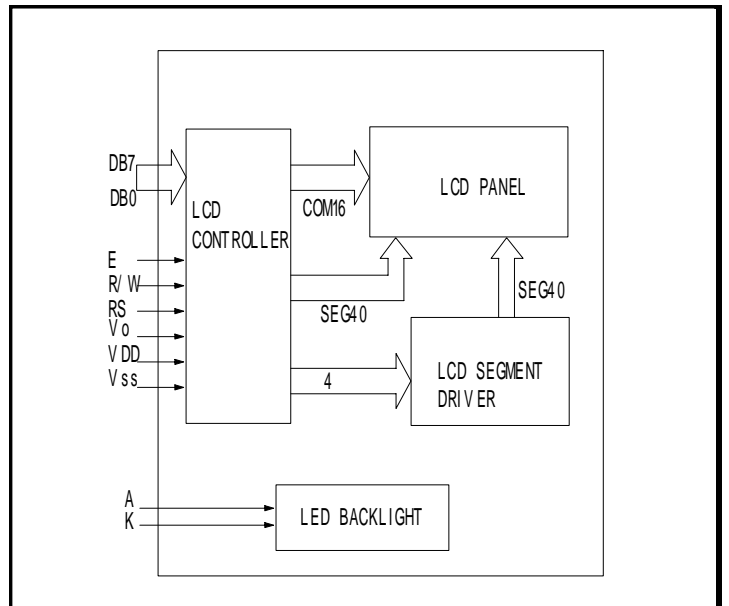 DB7
DB0
E
R/W
RS
Vo
VDD
Vss
LCD
CONTROLLER
COM16
SEG40
4
LCD PANEL
SEG40
LCD SEGMENT
DRIVER
A
K
LED BACKLIGHT